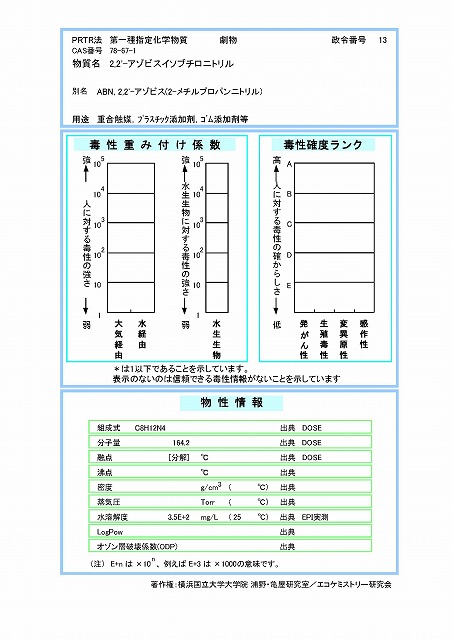 PRTR法 第一種指定化学物質 劇物 政令番号 13
CAS番号 78-67-1
物質名 2,2'-アゾビスイソブチロニトリル
別名 ABN, 2,2'-アゾビス(2-メチルプロパンニトリル)
用途 重合触媒, プラスチック添加剤, ゴム添加剤等
毒性重み付け係数
強
10^5
10^4
10^3
10^2
10
1
人に対する毒性の強さ
弱
大気経由
水経由
強
10^5
10^4
10^3
10^2
10
1
水生生物に対する毒性の強さ
弱
水生生物
毒性確度ランク
高
A
B
C
D
E
人に対する毒性の確からしさ
低
発がん性
生殖毒性
変異原性
感作性
*は1以下であることを示しています。
表示のないのは信頼できる毒性情報がないことを示しています
物性情報
組成式 C8H12N4 出典 DOSE
分子量 164.2 出典 DOSE
融点 [分解] ℃ 出典 DOSE
沸点 ℃ 出典
密度 g/cm3 ( ℃) 出典
蒸気圧 Torr ( ℃) 出典
水溶解度 3.5E+2 mg/L (25 ℃) 出典 EPI実測
LogPow 出典
オゾン層破壊係数(ODP) 出典
(注) E+n は ×10^n、例えば E+3 は ×1000の意味です。
著作権:横浜国立大学大学院 浦野・亀屋研究室/エコケミストリー研究会